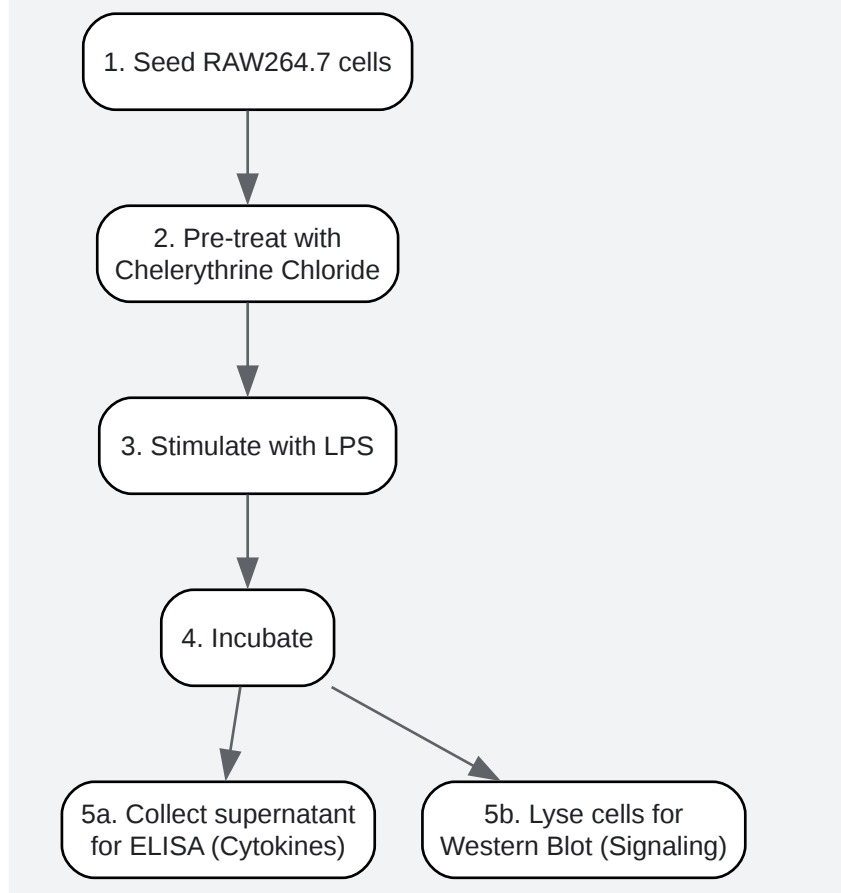 1. Seed RAW264.7 cells
2. Pre-treat with
Chelerythrine Chloride
3. Stimulate with LPS
4. Incubate
5a. Collect supernatant
for ELISA (Cytokines)
5b. Lyse cells for
Western Blot (Signaling)